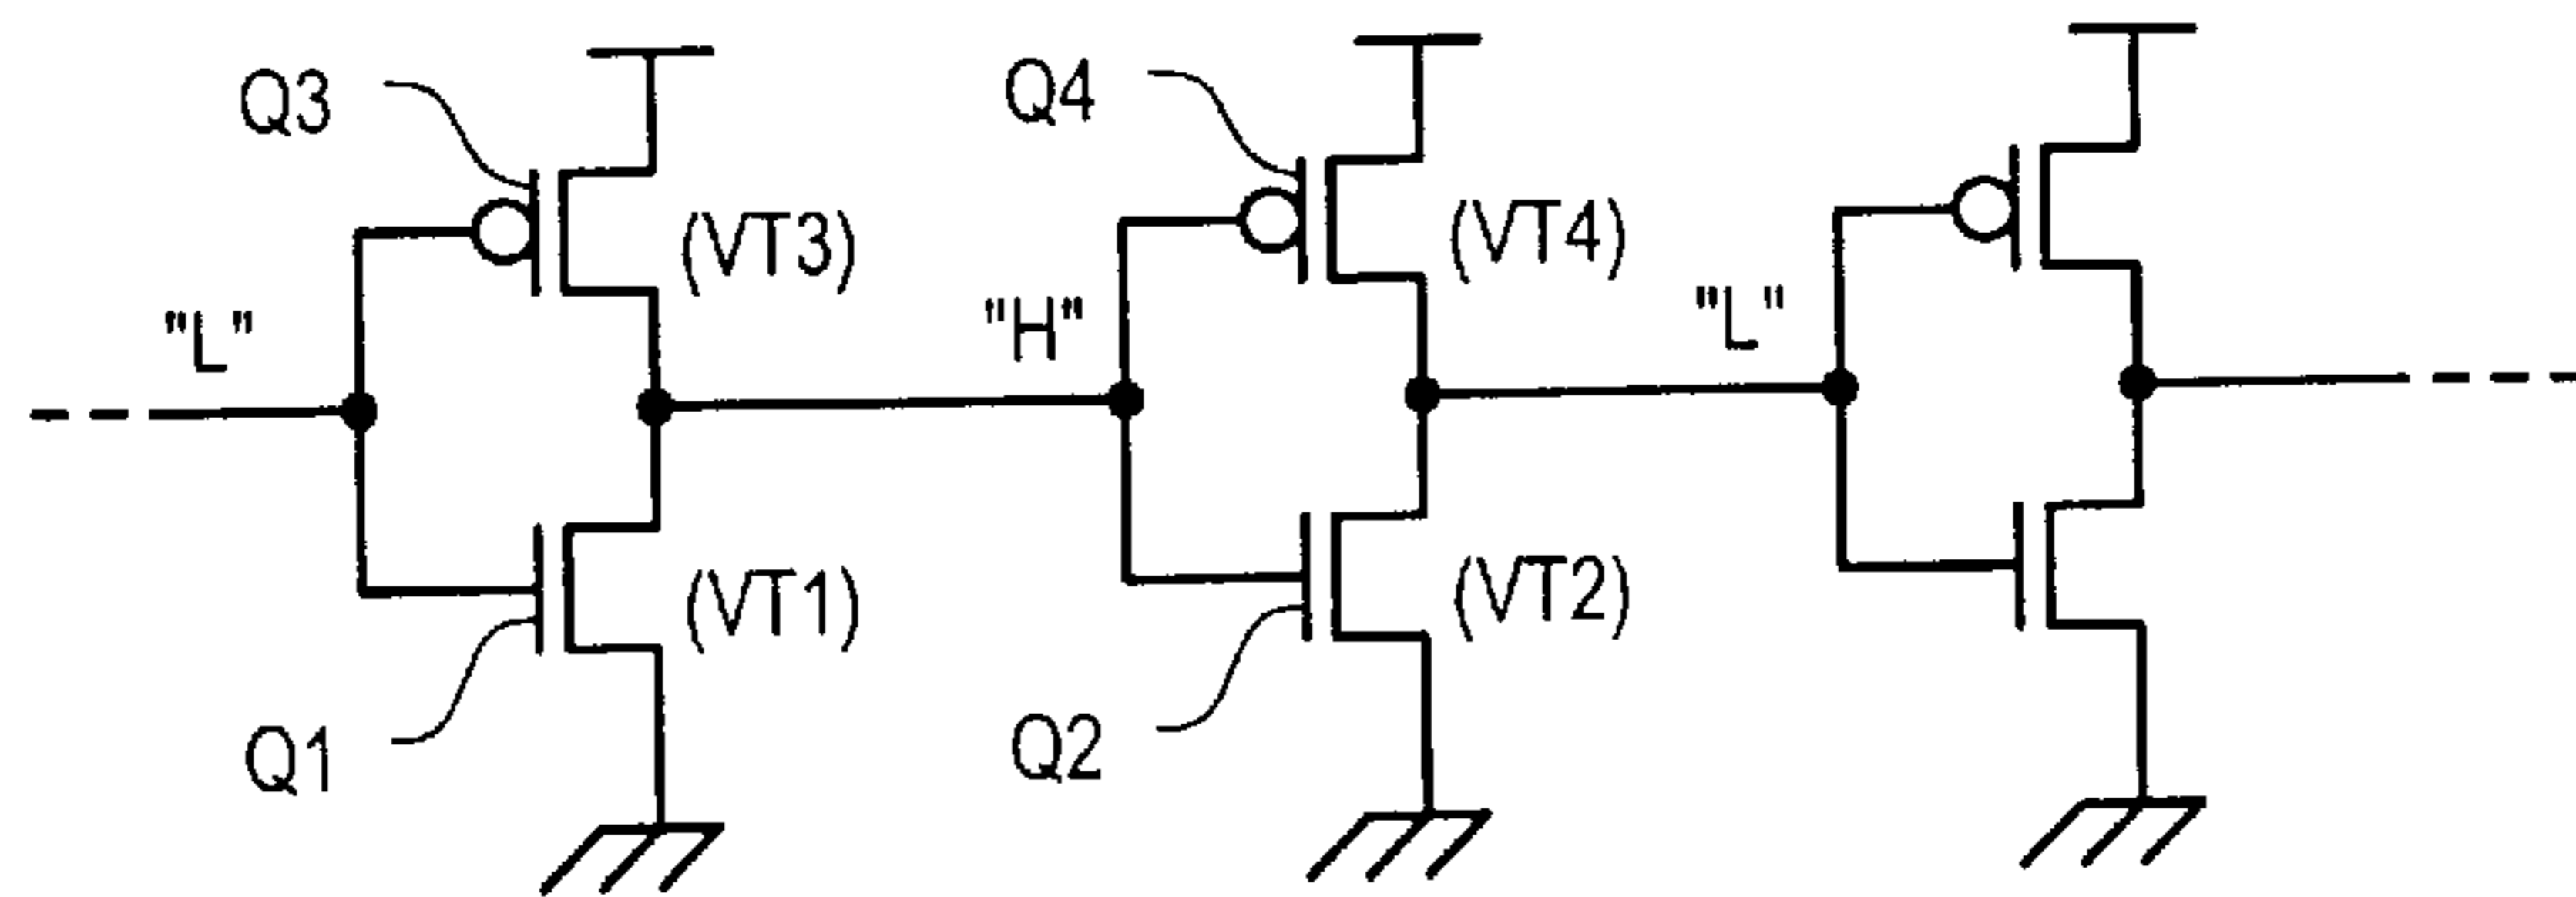 Q3
Q4
(VT3)
(VT4)
"L"
"H"
"L"
(VT1)
(VT2)
Q1
Q2